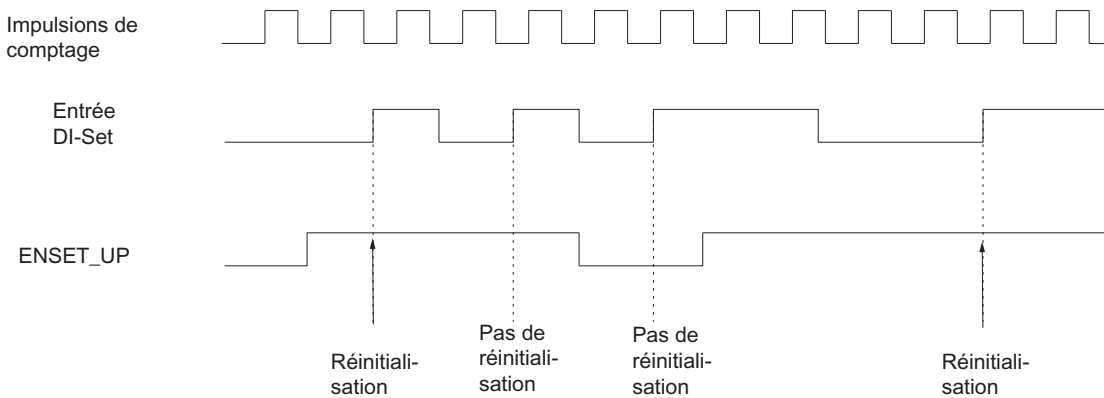 Impulsions de
comptage
Entrée
DI-Set
ENSET_UP
Réinitiali-
sation
Pas de
réinitiali-
sation
Pas de
réinitiali-
sation
Réinitiali-
sation